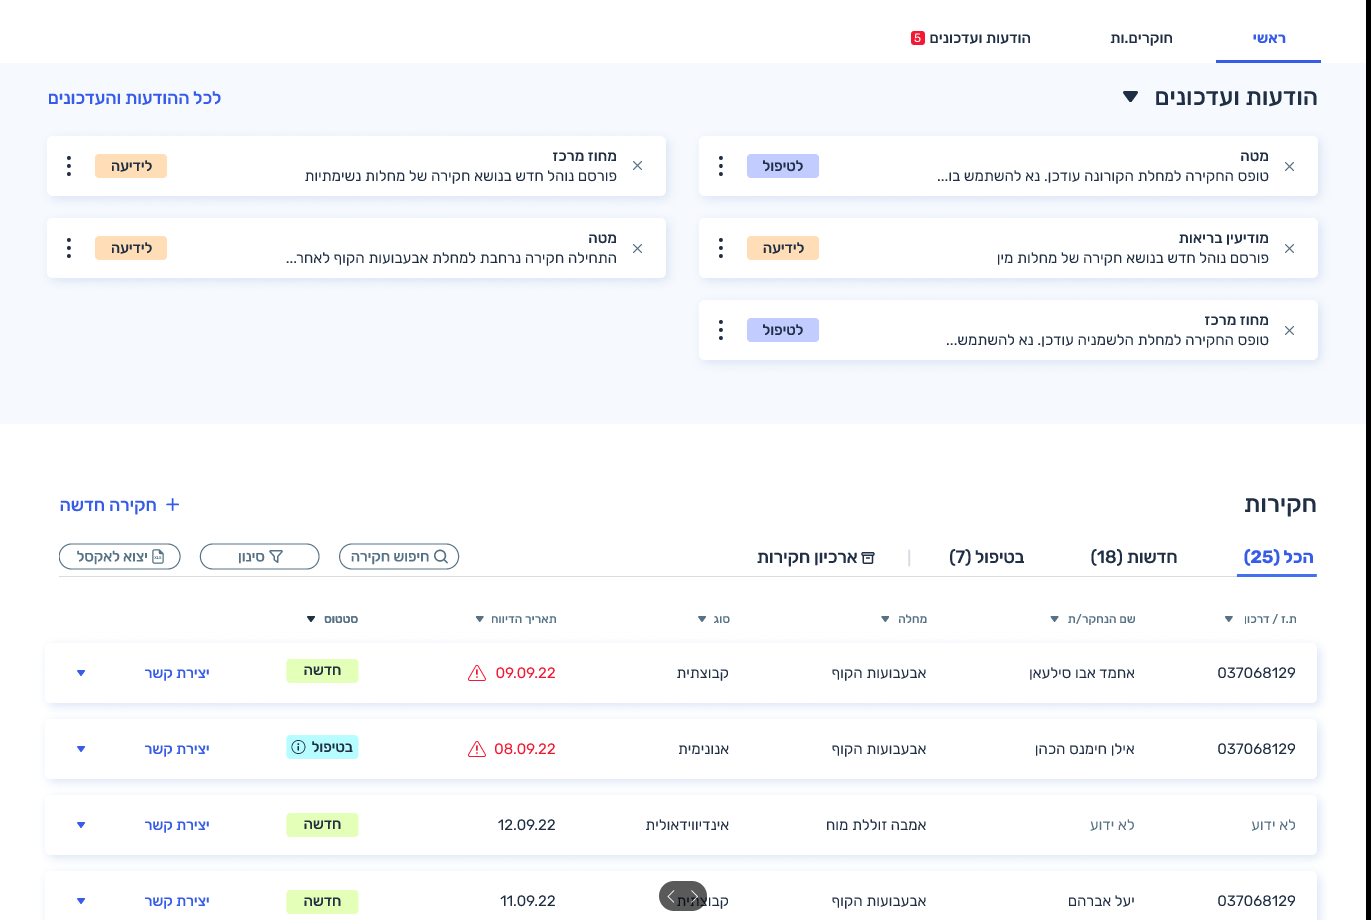 ראשי
חוקרים.ות
הודעות ועדכונים 5
הודעות ועדכונים
לכל ההודעות והעדכונים
מטה
טופס החקירה למחלת הקורונה עודכן. נא להשתמש בו...
לטיפול
מחוז מרכז
פורסם נוהל חדש בנושא חקירה של מחלות נשימתיות
לידיעה
מודיעין בריאות
פורסם נוהל חדש בנושא חקירה של מחלות מין
לידיעה
מטה
התחילה חקירה נרחבת למחלת אבעבועות הקוף לאחר...
לידיעה
מחוז מרכז
טופס החקירה למחלת הלשמניה עודכן. נא להשתמש...
לטיפול
חקירות
+ חקירה חדשה
הכל (25)
חדשות (18)
בטיפול (7)
|
ארכיון חקירות
חיפוש חקירה
סינון
יצוא לאקסל
ת.ז / דרכון
שם הנחקר/ת
מחלה
סוג
תאריך הדיווח
סטטוס
037068129 אחמד אבו סילעאן אבעבועות הקוף קבוצתית 09.09.22 חדשה יצירת קשר
037068129 אילן חימנס הכהן אבעבועות הקוף אנונימית 08.09.22 בטיפול יצירת קשר
לא ידוע לא ידוע אמבה זוללת מוח אינדיווידאולית 12.09.22 חדשה יצירת קשר
037068129 יעל אברהם אבעבועות הקוף קבוצתית 11.09.22 חדשה יצירת קשר